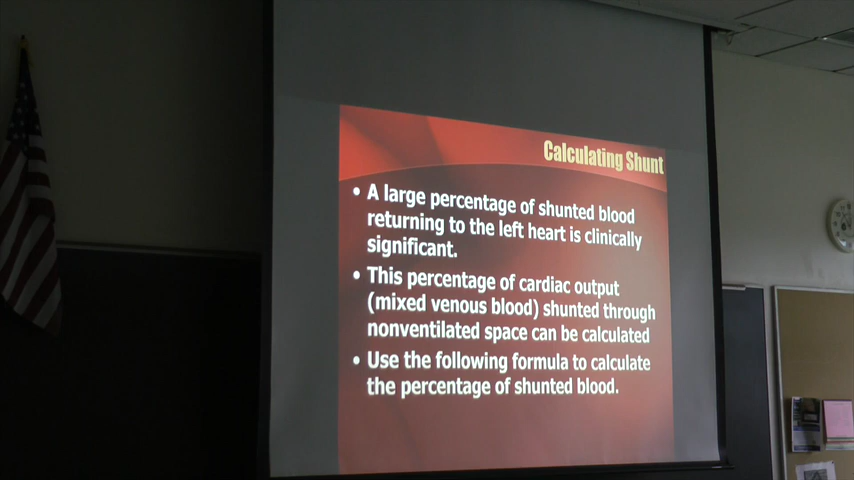 Calculating Shunt
• A large percentage of shunted blood
returning to the left heart is clinically
significant.
• This percentage of cardiac output
(mixed venous blood) shunted through
nonventilated space can be calculated
• Use the following formula to calculate
the percentage of shunted blood.